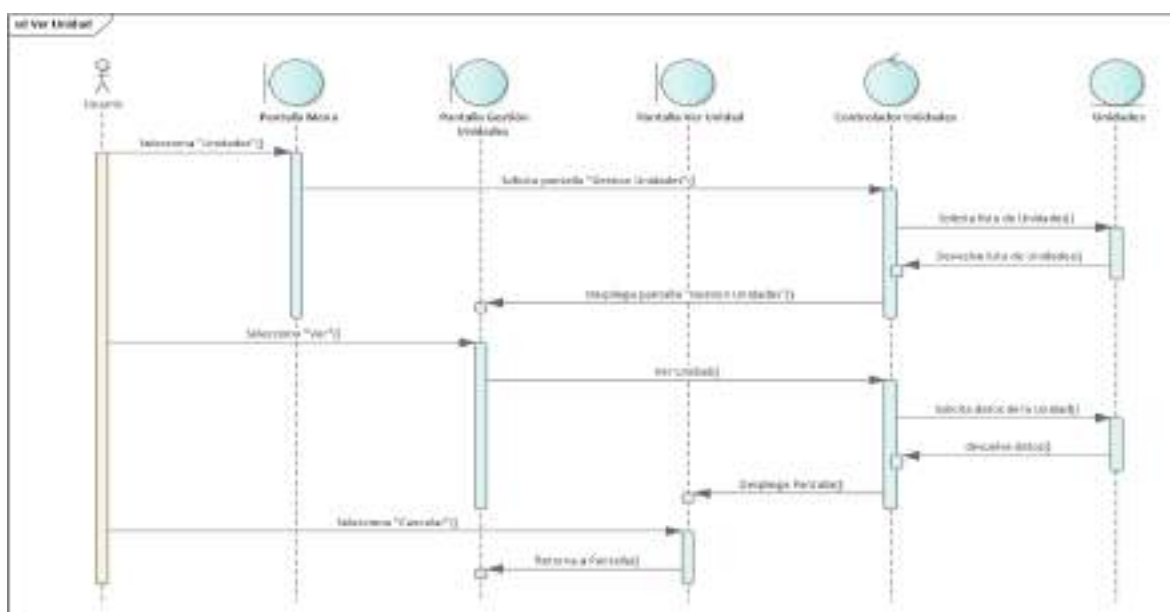 sd Ver Unidad
Usuario
Pantalla Menú
Pantalla Gestión
Unidades
Pantalla Ver Unidad
Controlador Unidades
Unidades
Selecciona "Unidades"()
Solicita pantalla "Gestion Unidades"()
Solicita lista de Unidades()
Devuelve lista de Unidades()
Despliega pantalla "Gestion Unidades"()
Selecciona "Ver"()
Ver Unidad()
Solicita datos de la Unidad()
devuelve datos()
Despliega Pantalla()
Selecciona "Cancelar"()
Retorna a Pantalla()